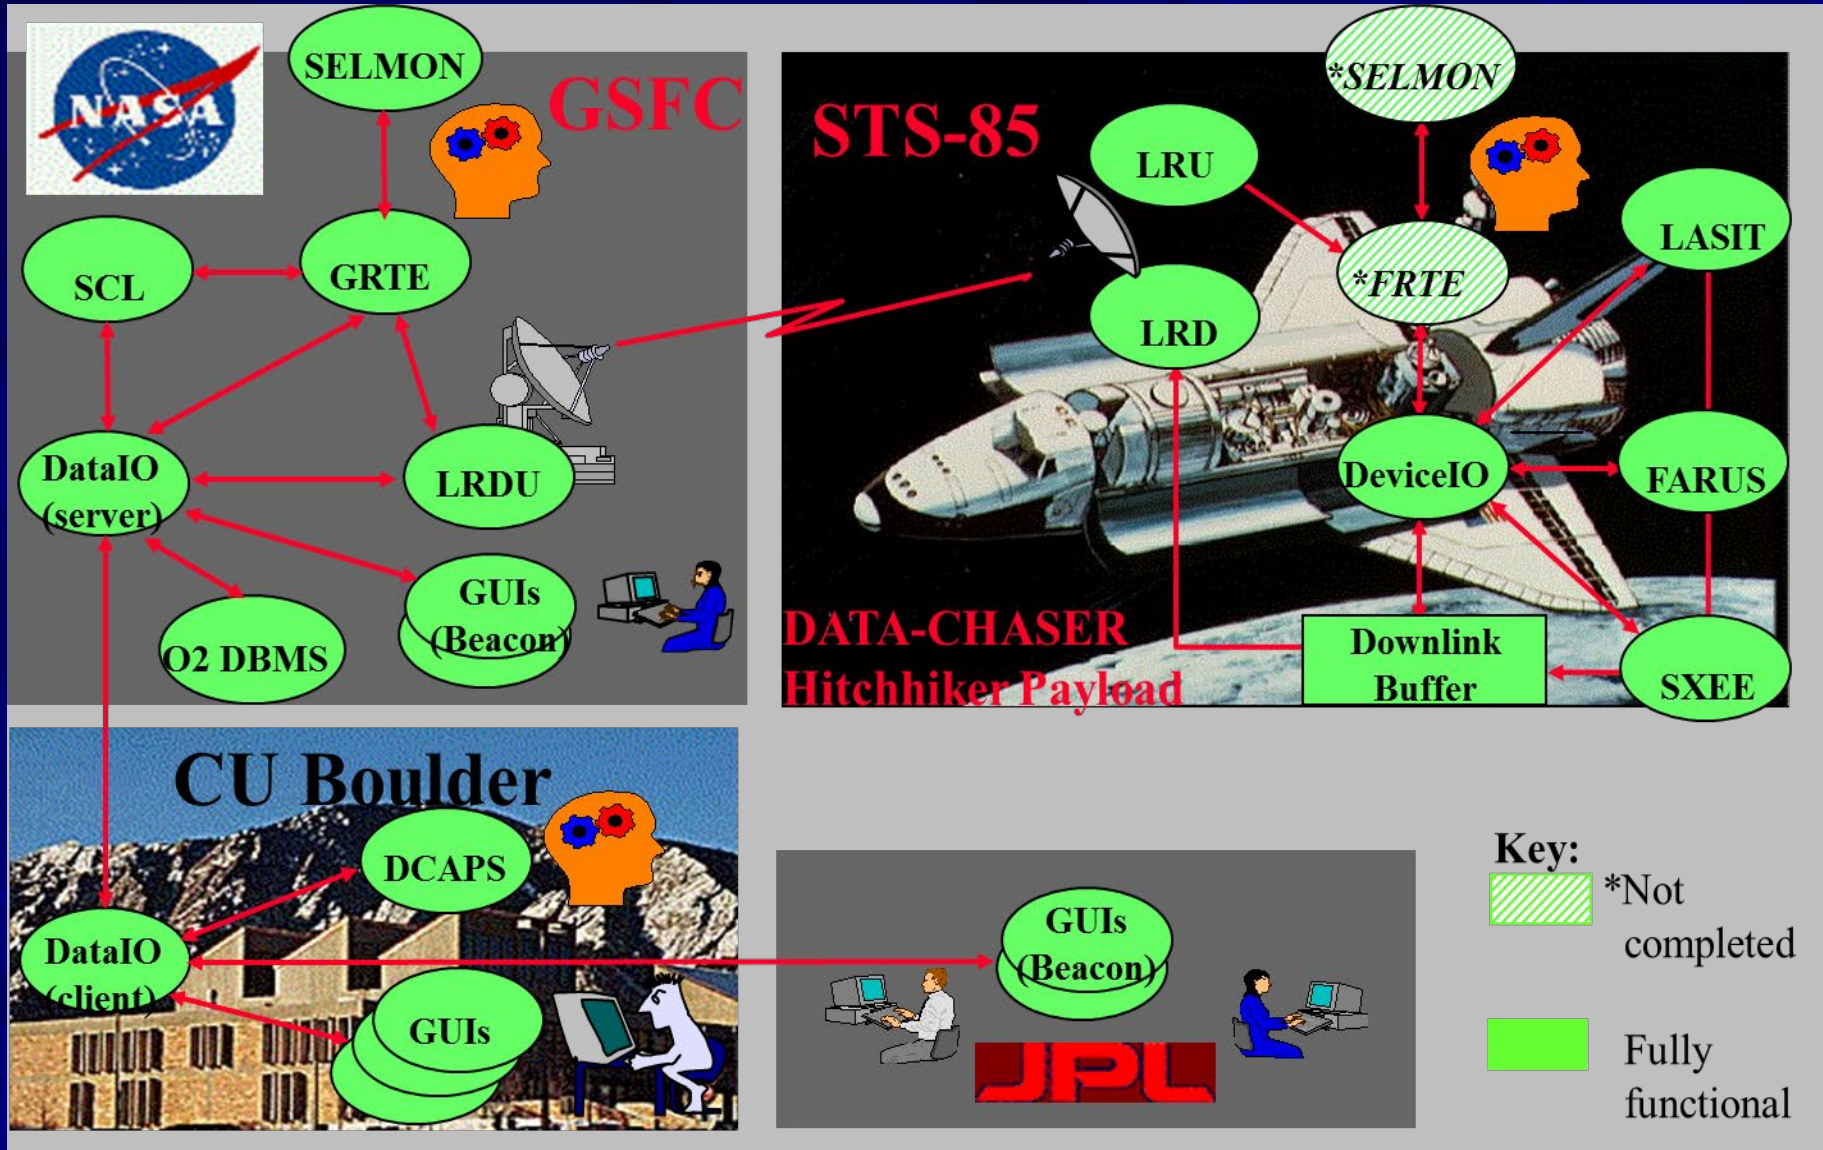 NASA
SELMON
GSFC
SCL
GRTE
DataIO
(server)
LRDU
GUIs
(Beacon)
O2 DBMS
STS-85
*SELMON
LRU
LASIT
*FRTE
LRD
DeviceIO
FARUS
DATA-CHASER
Hitchhiker Payload
Downlink
Buffer
SXEE
CU Boulder
DCAPS
DataIO
(client)
GUIs
GUIs
(Beacon)
JPL
Key:
*Not
completed
Fully
functional